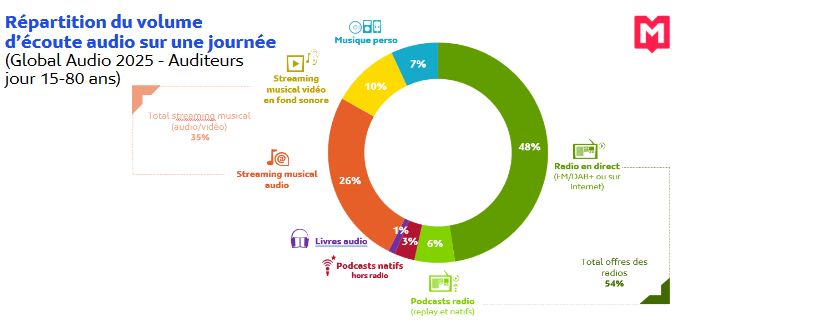 Répartition du volume
d'écoute audio sur une journée
(Global Audio 2025 - Auditeurs
jour 15-80 ans)
M
Musique perso
7%
Streaming
musical vidéo
en fond sonore
10%
Total streaming musical
(audio/vidéo)
35%
48%
Radio en direct
(FM/DAB+ ou sur
Internet)
Streaming musical
audio
26%
Livres audio
1%
3%
6%
Podcasts natifs
hors radio
Podcasts radio
(replay et natifs)
Total offres des
radios
54%